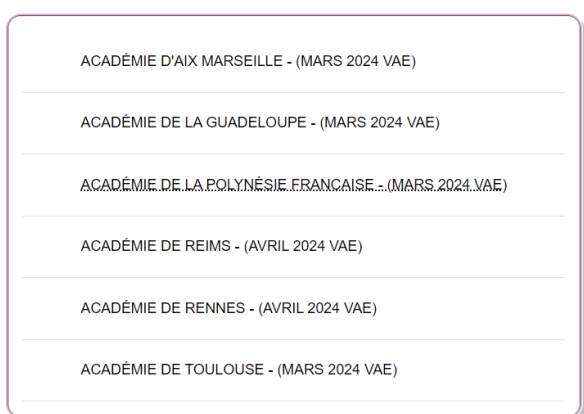 ACADÉMIE D'AIX MARSEILLE - (MARS 2024 VAE)
ACADÉMIE DE LA GUADELOUPE - (MARS 2024 VAE)
ACADÉMIE DE LA POLYNÉSIE FRANCAISE - (MARS 2024 VAE)
ACADÉMIE DE REIMS - (AVRIL 2024 VAE)
ACADÉMIE DE RENNES - (AVRIL 2024 VAE)
ACADÉMIE DE TOULOUSE - (MARS 2024 VAE)